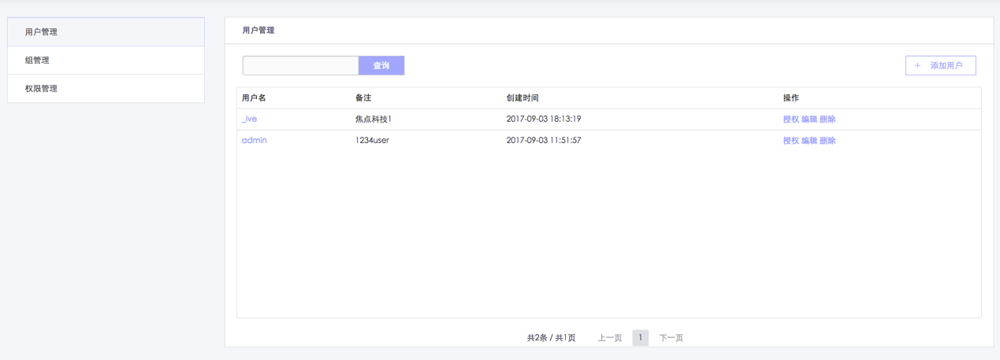 用户管理
组管理
权限管理
用户管理
查询
+ 添加用户
用户名 备注 创建时间 操作
_ive 焦点科技1 2017-09-03 18:13:19 授权 编辑 删除
admin 1234user 2017-09-03 11:51:57 授权 编辑 删除
共2条 / 共1页 上一页 1 下一页